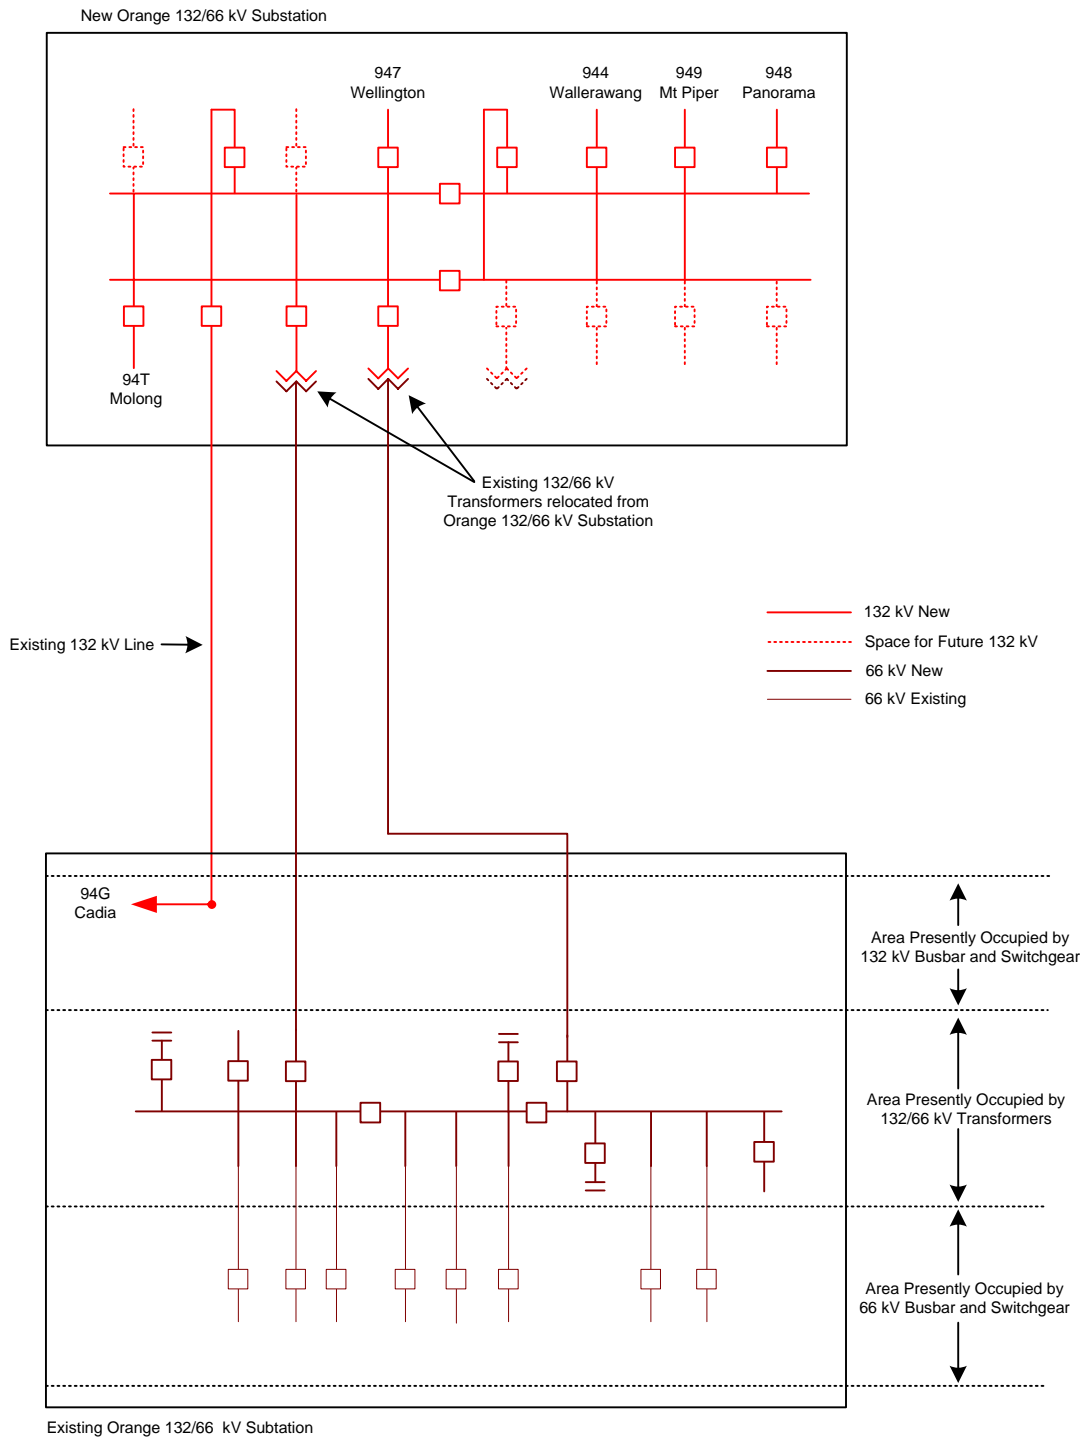 New Orange 132/66 kV Substation
947
Wellington
944
Wallerawang
949
Mt Piper
948
Panorama
94T
Molong
Existing 132/66 kV
Transformers relocated from
Orange 132/66 kV Substation
Existing 132 kV Line
132 kV New
Space for Future 132 kV
66 kV New
66 kV Existing
94G
Cadia
Area Presently Occupied by
132 kV Busbar and Switchgear
Area Presently Occupied by
132/66 kV Transformers
Area Presently Occupied by
66 kV Busbar and Switchgear
Existing Orange 132/66 kV Subtation